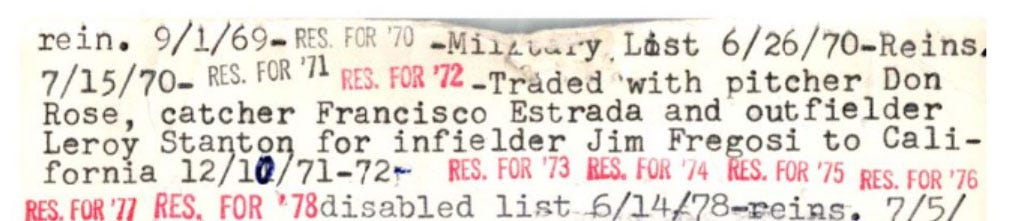 rein. 9/1/69- RES. FOR '70 -Military List 6/26/70-Reins.
7/15/70- RES. FOR '71 RES. FOR '72 -Traded with pitcher Don
Rose, catcher Francisco Estrada and outfielder
Leroy Stanton for infielder Jim Fregosi to Cali-
fornia 12/10/71-72- RES. FOR '73 RES. FOR '74 RES. FOR '75 RES. FOR '76
RES. FOR '77 RES. FOR '78 disabled list 6/14/78-reins. 7/5/